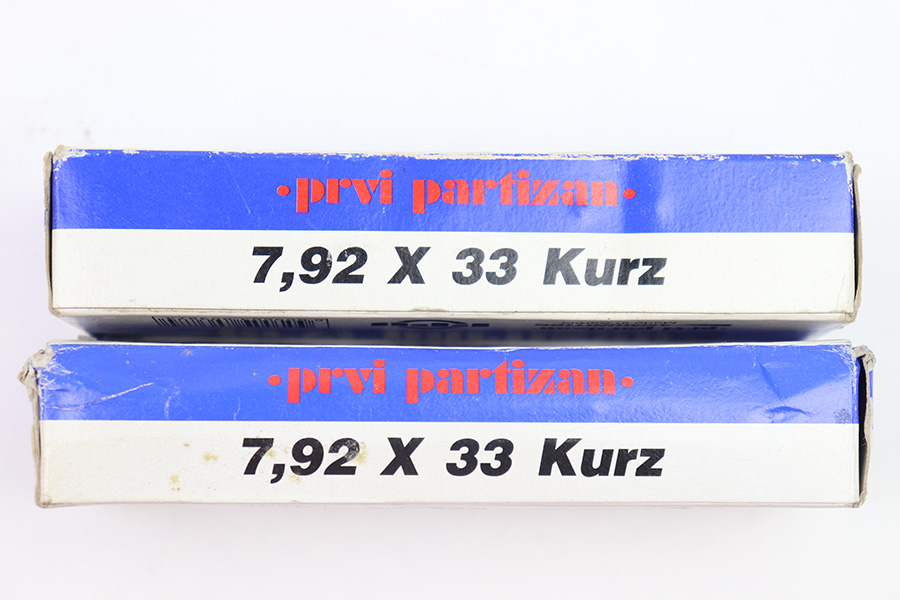 •prvi partizan•
7,92 X 33 Kurz
•prvi partizan•
7,92 X 33 Kurz